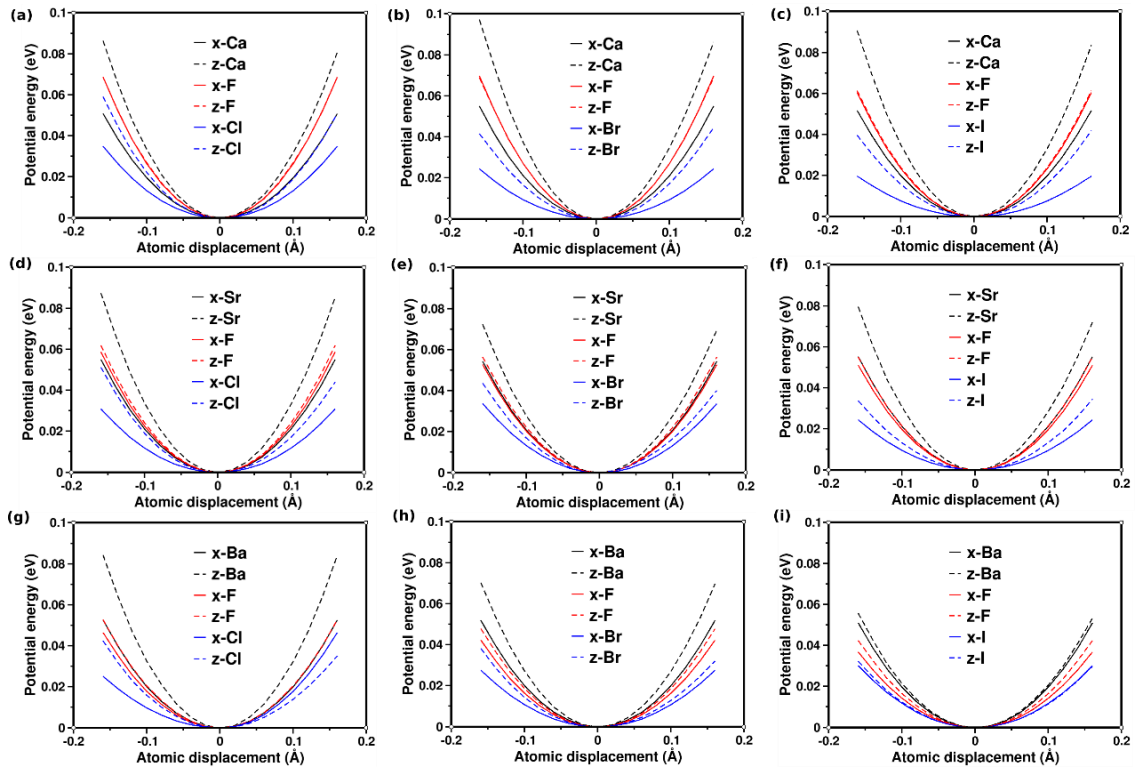 (a)
Potential energy (eV)
0.1
0.08
0.06
0.04
0.02
0
x-Ca
z-Ca
x-F
z-F
x-Cl
z-Cl
-0.2 -0.1 0 0.1 0.2
Atomic displacement (Å)
(b)
Potential energy (eV)
0.1
0.08
0.06
0.04
0.02
0
x-Ca
z-Ca
x-F
z-F
x-Br
z-Br
-0.2 -0.1 0 0.1 0.2
Atomic displacement (Å)
(c)
Potential energy (eV)
0.1
0.08
0.06
0.04
0.02
0
x-Ca
z-Ca
x-F
z-F
x-I
z-I
-0.2 -0.1 0 0.1 0.2
Atomic displacement (Å)
(d)
Potential energy (eV)
0.1
0.08
0.06
0.04
0.02
0
x-Sr
z-Sr
x-F
z-F
x-Cl
z-Cl
-0.2 -0.1 0 0.1 0.2
Atomic displacement (Å)
(e)
Potential energy (eV)
0.1
0.08
0.06
0.04
0.02
0
x-Sr
z-Sr
x-F
z-F
x-Br
z-Br
-0.2 -0.1 0 0.1 0.2
Atomic displacement (Å)
(f)
Potential energy (eV)
0.1
0.08
0.06
0.04
0.02
0
x-Sr
z-Sr
x-F
z-F
x-I
z-I
-0.2 -0.1 0 0.1 0.2
Atomic displacement (Å)
(g)
Potential energy (eV)
0.1
0.08
0.06
0.04
0.02
0
x-Ba
z-Ba
x-F
z-F
x-Cl
z-Cl
-0.2 -0.1 0 0.1 0.2
Atomic displacement (Å)
(h)
Potential energy (eV)
0.1
0.08
0.06
0.04
0.02
0
x-Ba
z-Ba
x-F
z-F
x-Br
z-Br
-0.2 -0.1 0 0.1 0.2
Atomic displacement (Å)
(i)
Potential energy (eV)
0.1
0.08
0.06
0.04
0.02
0
x-Ba
z-Ba
x-F
z-F
x-I
z-I
-0.2 -0.1 0 0.1 0.2
Atomic displacement (Å)